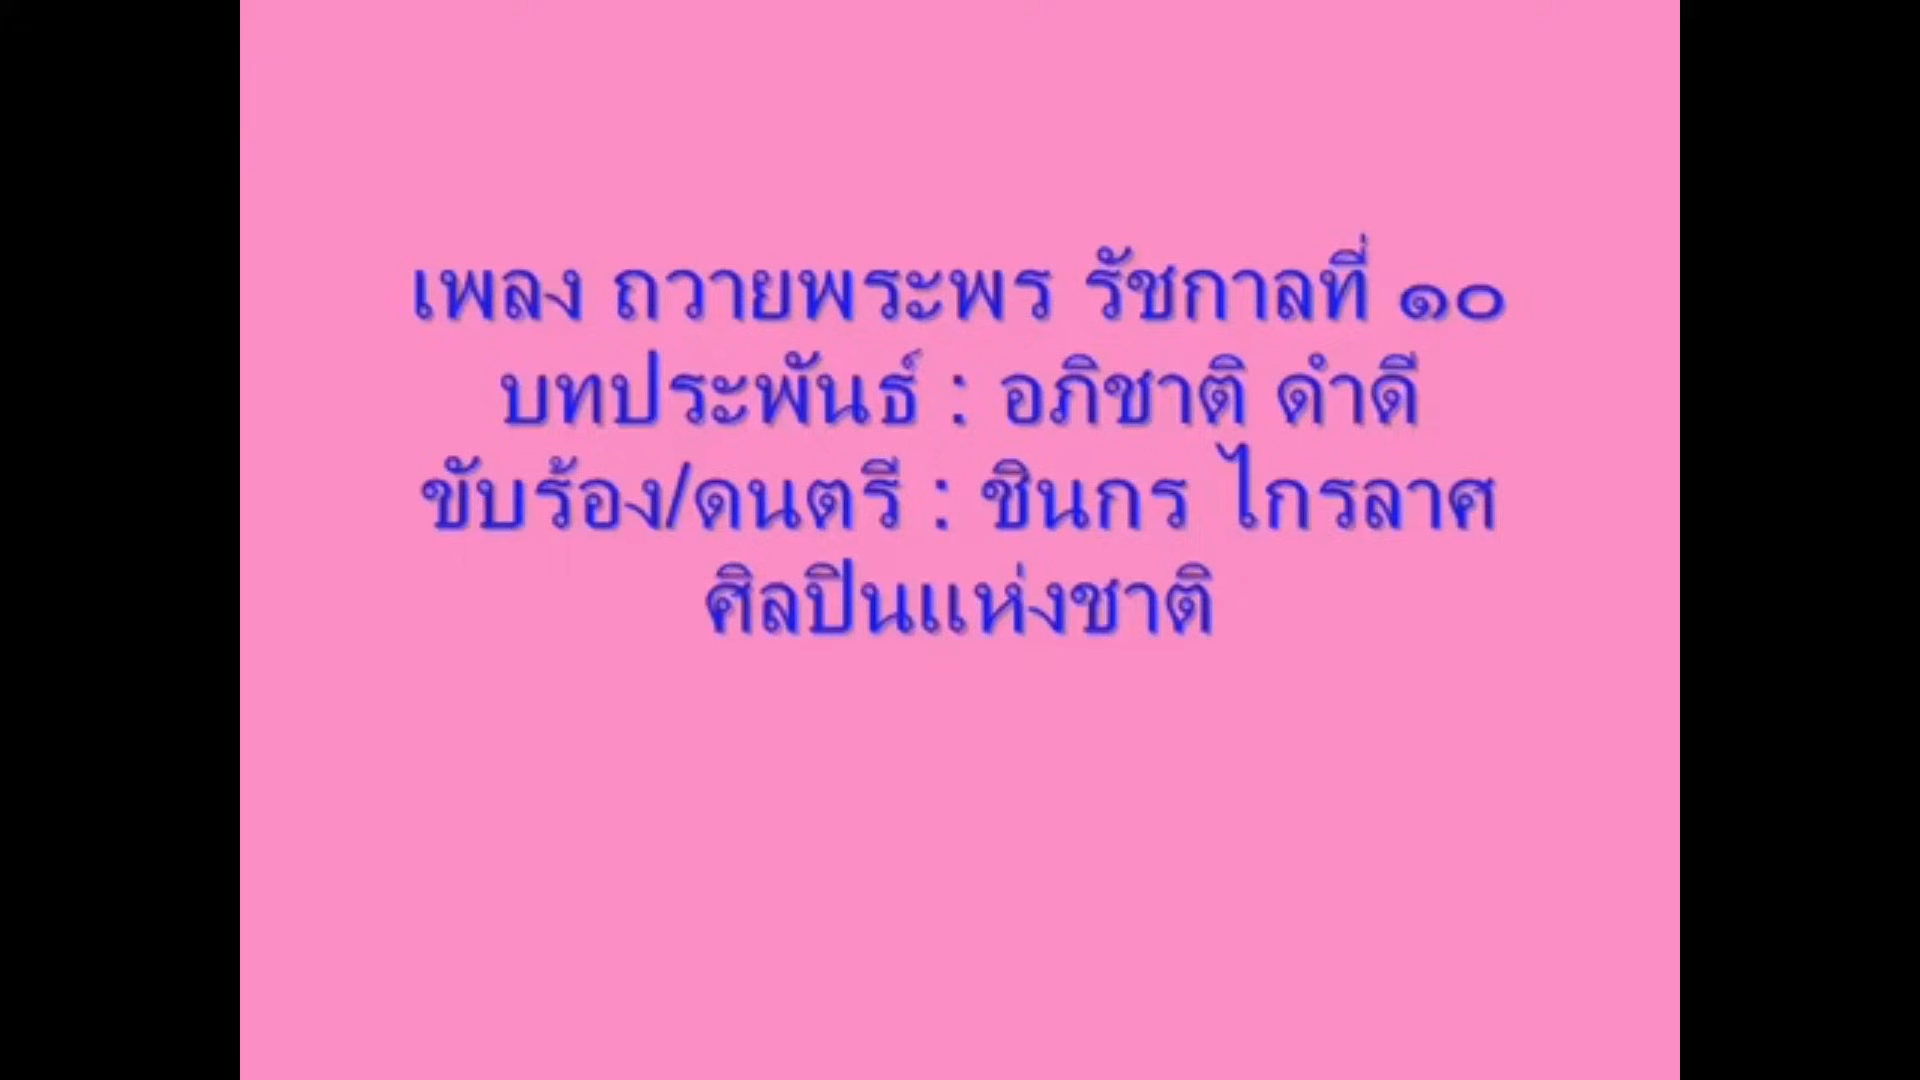 เพลง ถวายพระพร รัชกาลที่ ๑๐
บทประพันธ์ : อภิชาติ ดำดี
ขับร้อง/ดนตรี : ชินกร ไกรลาศ
ศิลปินแห่งชาติ